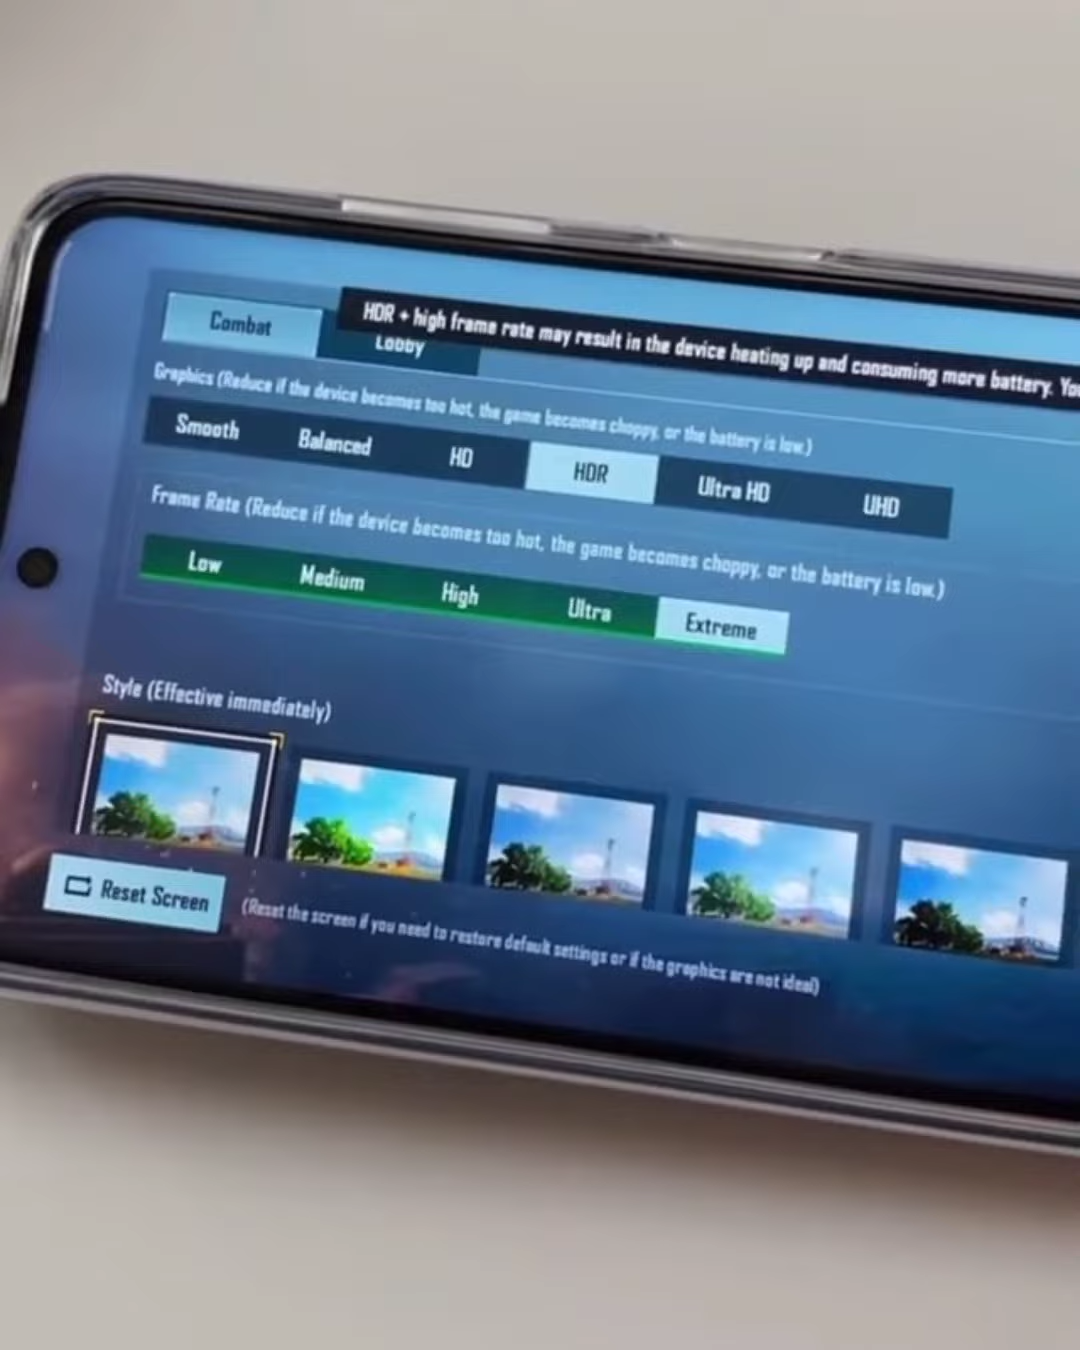 Combat
Lobby
HDR + high frame rate may result in the device heating up and consuming more battery. You
Graphics (Reduce if the device becomes too hot, the game becomes choppy, or the battery is low.)
Smooth Balanced HD HDR Ultra HD UHD
Frame Rate (Reduce if the device becomes too hot, the game becomes choppy, or the battery is low.)
Low Medium High Ultra Extreme
Style (Effective immediately)
Reset Screen
(Reset the screen if you need to restore default settings or if the graphics are not ideal)